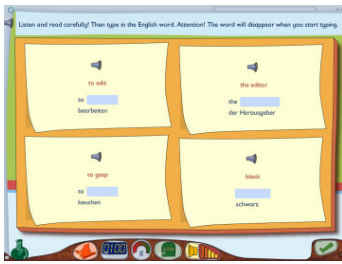 Listen and read carefully! Then type in the English word. Attention! The word will disappear when you start typing.
to edit
to
bearbeiten
the editor
the
der Herausgeber
to gasp
to
keuchen
black
schwarz